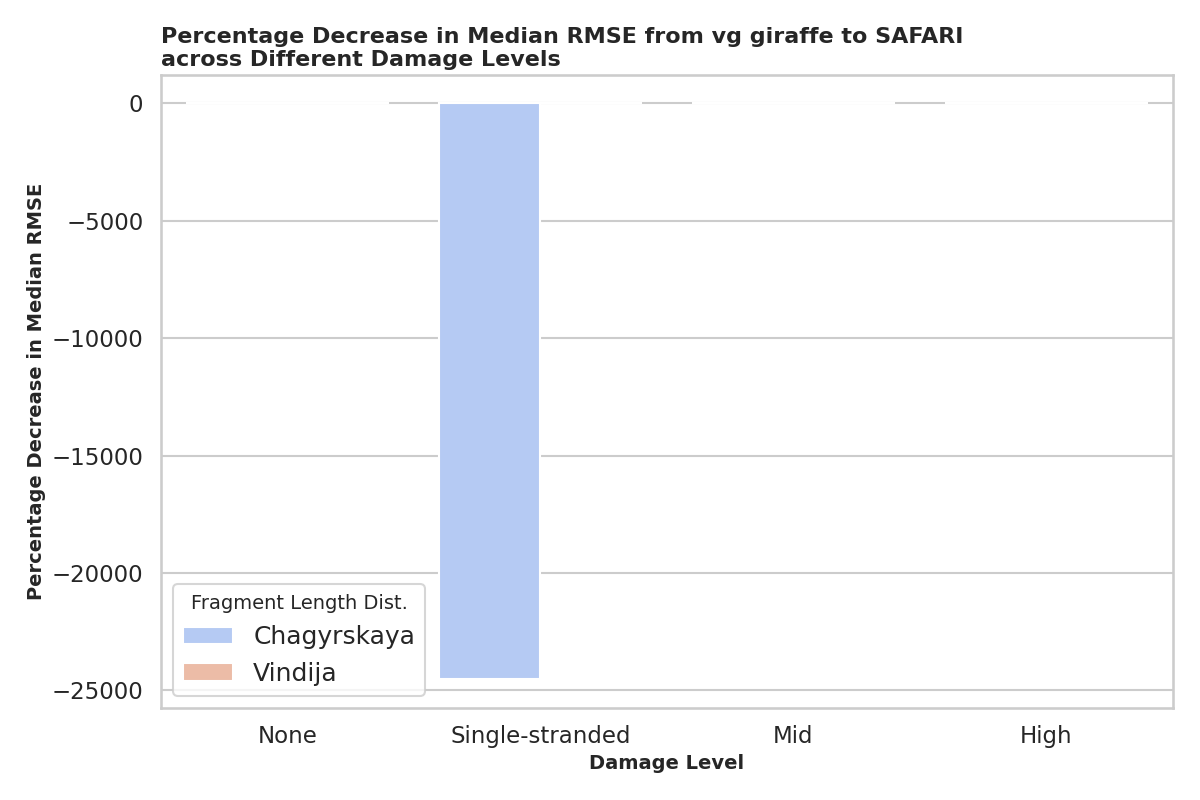 Percentage Decrease in Median RMSE from vg giraffe to SAFARI
across Different Damage Levels
Percentage Decrease in Median RMSE
0
−5000
−10000
−15000
−20000
−25000
Fragment Length Dist.
Chagyrskaya
Vindija
None
Single-stranded
Mid
High
Damage Level